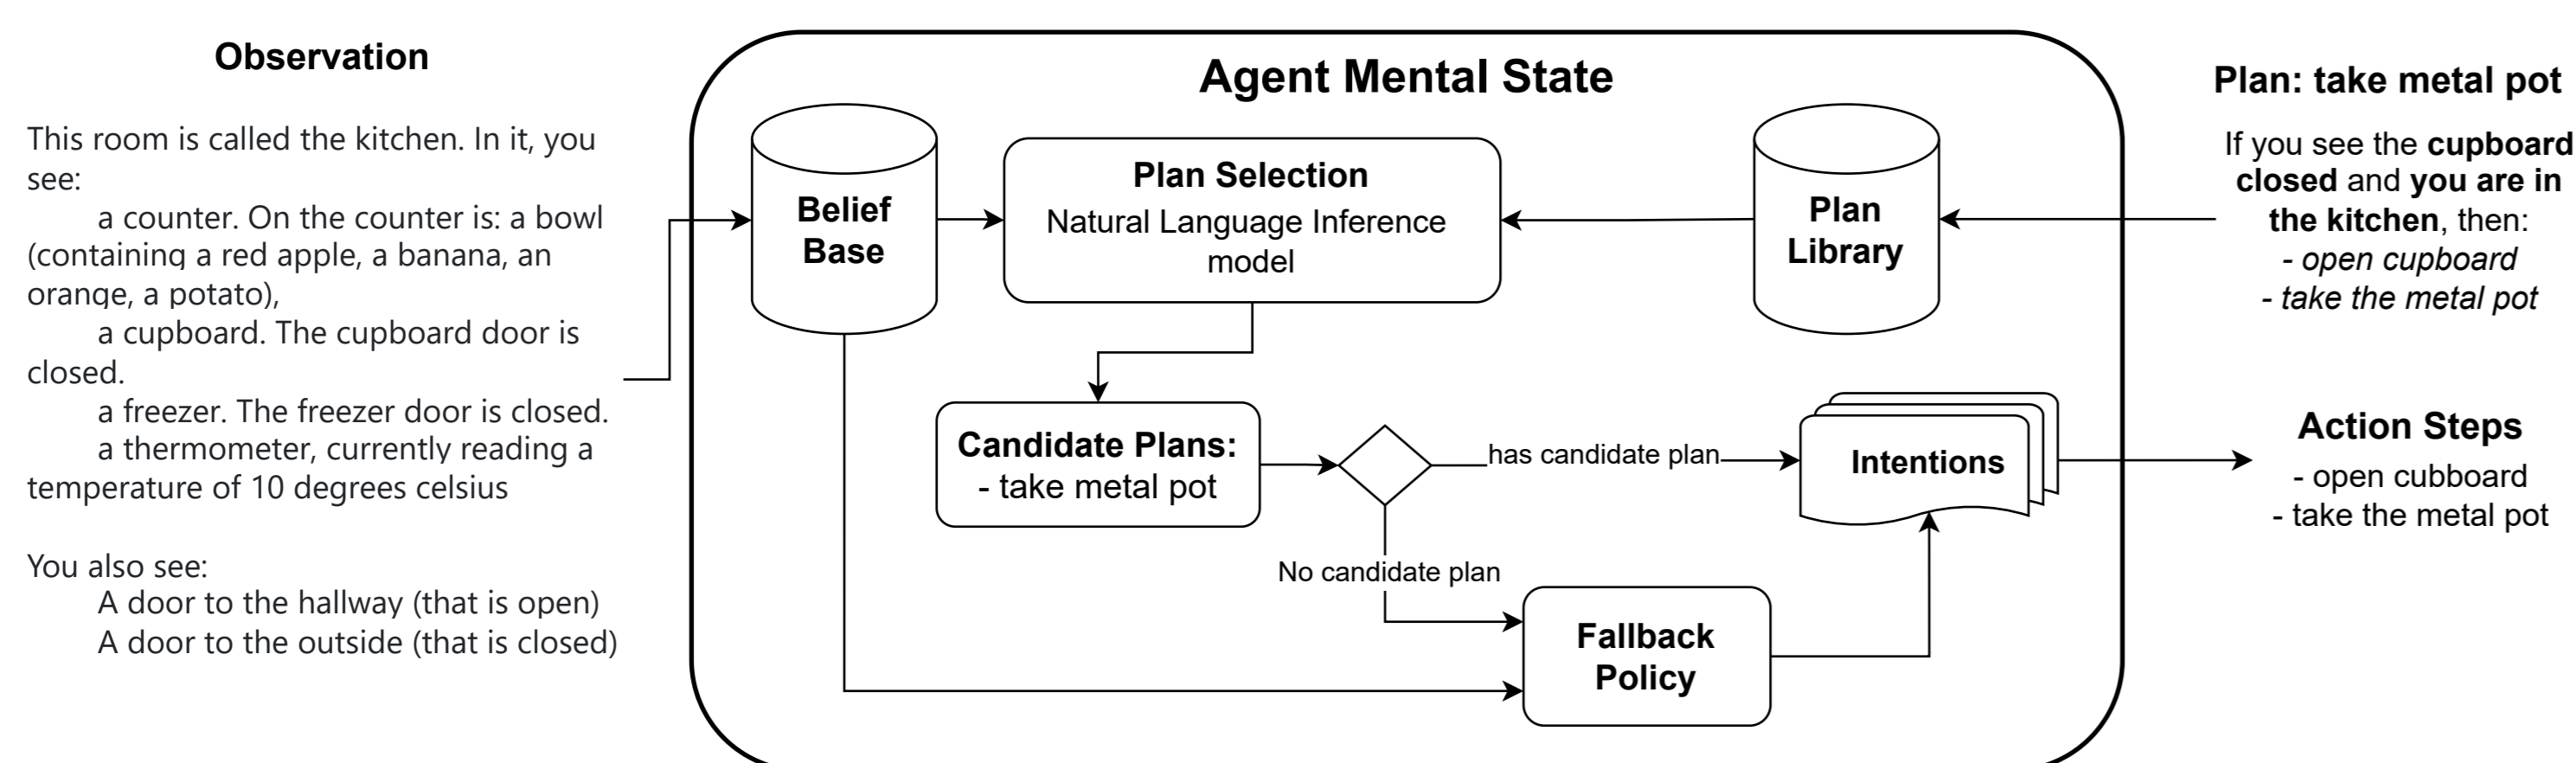 Observation
This room is called the kitchen. In it, you
see:
a counter. On the counter is: a bowl
(containing a red apple, a banana, an
orange, a potato),
a cupboard. The cupboard door is
closed.
a freezer. The freezer door is closed.
a thermometer, currently reading a
temperature of 10 degrees celsius
You also see:
A door to the hallway (that is open)
A door to the outside (that is closed)
Agent Mental State
Belief
Base
Plan Selection
Natural Language Inference
model
Plan
Library
Candidate Plans:
- take metal pot
has candidate plan
No candidate plan
Intentions
Fallback
Policy
Plan: take metal pot
If you see the cupboard
closed and you are in
the kitchen, then:
- open cupboard
- take the metal pot
Action Steps
- open cubboard
- take the metal pot